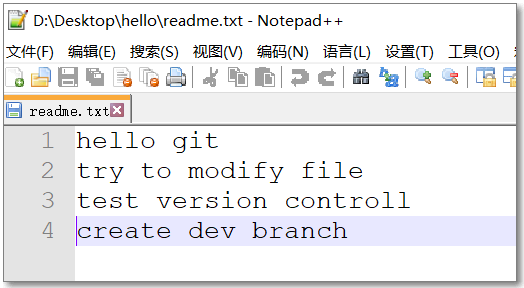 D:\Desktop\hello\readme.txt - Notepad++
文件(F) 编辑(E) 搜索(S) 视图(V) 编码(N) 语言(L) 设置(T) 工具(O)
readme.txt
1 hello git
2 try to modify file
3 test version controll
4 create dev branch